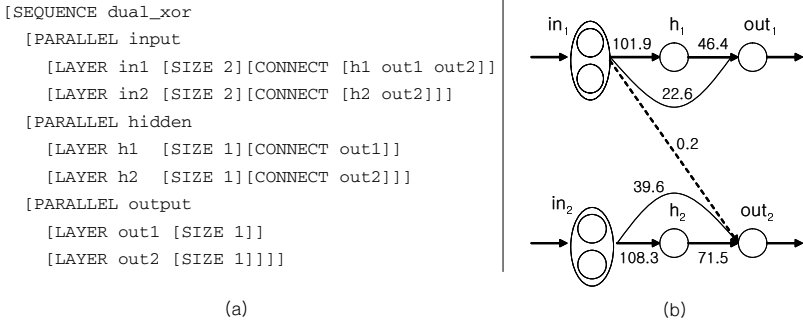 [SEQUENCE dual_xor
[PARALLEL input
[LAYER in1 [SIZE 2][CONNECT [h1 out1 out2]]
[LAYER in2 [SIZE 2][CONNECT [h2 out2]]]
[PARALLEL hidden
[LAYER h1 [SIZE 1][CONNECT out1]]
[LAYER h2 [SIZE 1][CONNECT out2]]]
[PARALLEL output
[LAYER out1 [SIZE 1]]
[LAYER out2 [SIZE 1]]]]
(a)
in1 h1 out1
101.9 46.4
22.6
0.2
39.6
in2 h2 out2
108.3 71.5
(b)